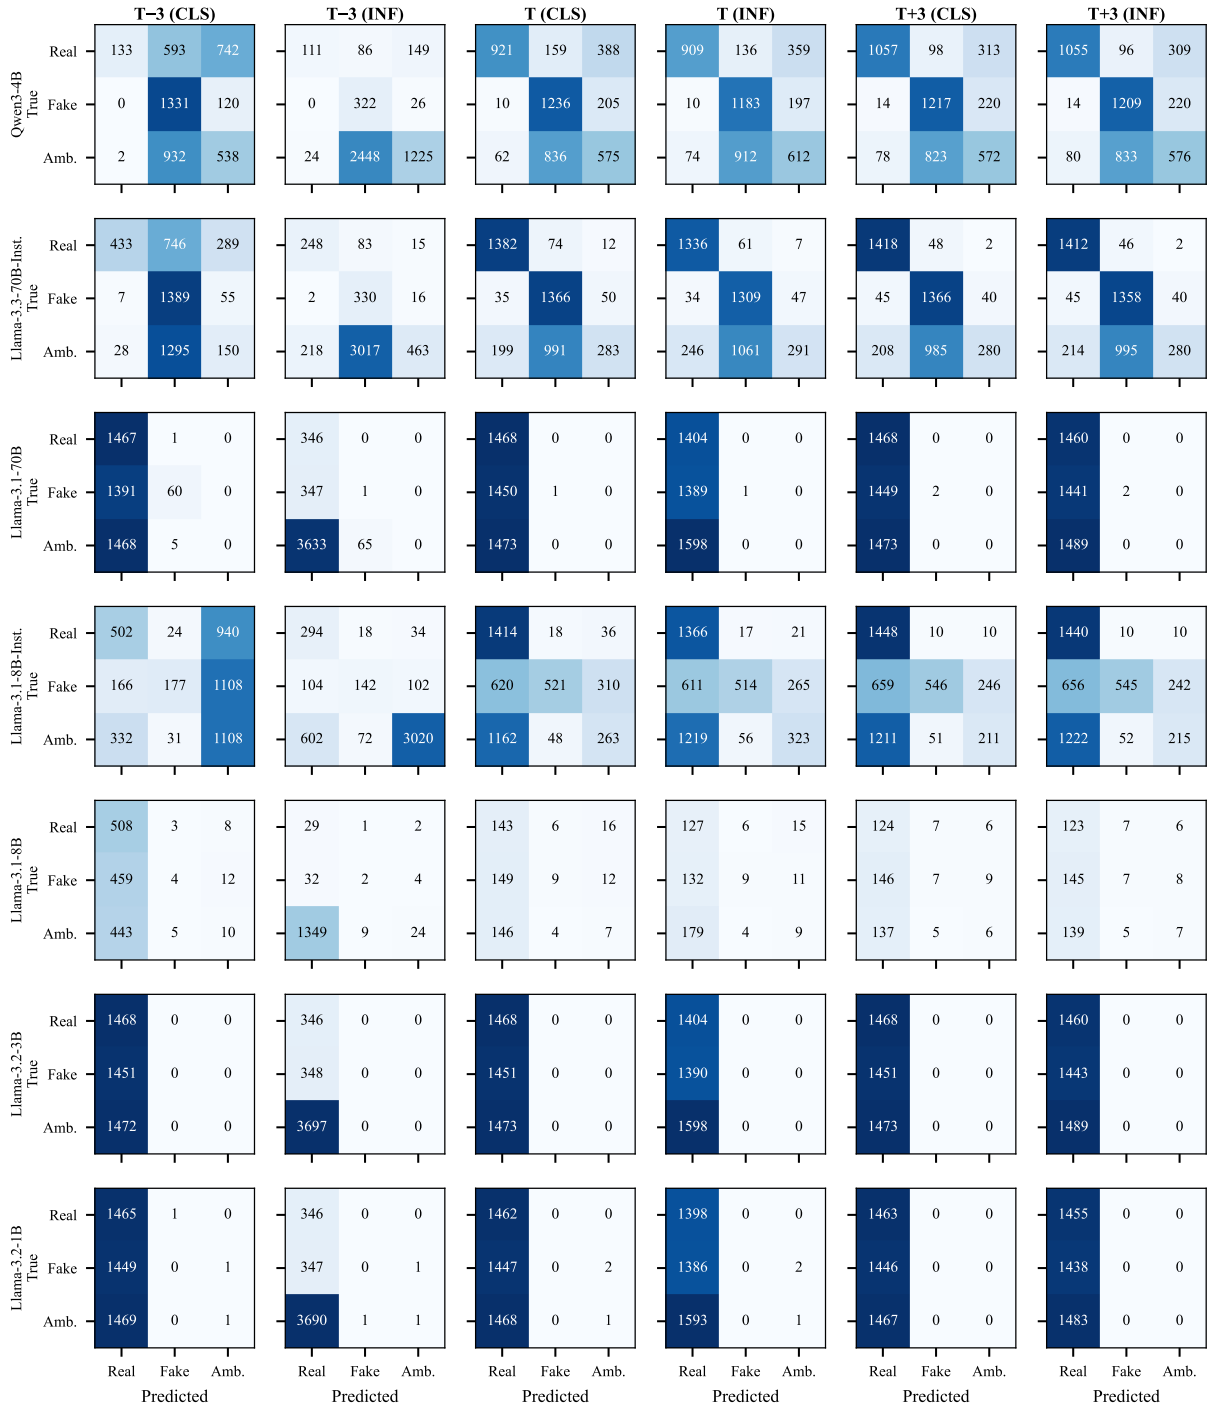 T−3 (CLS) T−3 (INF) T (CLS) T (INF) T+3 (CLS) T+3 (INF)
Qwen3-4B
True
Real 133 593 742 111 86 149 921 159 388 909 136 359 1057 98 313 1055 96 309
Fake 0 1331 120 0 322 26 10 1236 205 10 1183 197 14 1217 220 14 1209 220
Amb. 2 932 538 24 2448 1225 62 836 575 74 912 612 78 823 572 80 833 576
Llama-3.3-70B-Inst.
True
Real 433 746 289 248 83 15 1382 74 12 1336 61 7 1418 48 2 1412 46 2
Fake 7 1389 55 2 330 16 35 1366 50 34 1309 47 45 1366 40 45 1358 40
Amb. 28 1295 150 218 3017 463 199 991 283 246 1061 291 208 985 280 214 995 280
Llama-3.1-70B
True
Real 1467 1 0 346 0 0 1468 0 0 1404 0 0 1468 0 0 1460 0 0
Fake 1391 60 0 347 1 0 1450 1 0 1389 1 0 1449 2 0 1441 2 0
Amb. 1468 5 0 3633 65 0 1473 0 0 1598 0 0 1473 0 0 1489 0 0
Llama-3.1-8B-Inst.
True
Real 502 24 940 294 18 34 1414 18 36 1366 17 21 1448 10 10 1440 10 10
Fake 166 177 1108 104 142 102 620 521 310 611 514 265 659 546 246 656 545 242
Amb. 332 31 1108 602 72 3020 1162 48 263 1219 56 323 1211 51 211 1222 52 215
Llama-3.1-8B
True
Real 508 3 8 29 1 2 143 6 16 127 6 15 124 7 6 123 7 6
Fake 459 4 12 32 2 4 149 9 12 132 9 11 146 7 9 145 7 8
Amb. 443 5 10 1349 9 24 146 4 7 179 4 9 137 5 6 139 5 7
Llama-3.2-3B
True
Real 1468 0 0 346 0 0 1468 0 0 1404 0 0 1468 0 0 1460 0 0
Fake 1451 0 0 348 0 0 1451 0 0 1390 0 0 1451 0 0 1443 0 0
Amb. 1472 0 0 3697 0 0 1473 0 0 1598 0 0 1473 0 0 1489 0 0
Llama-3.2-1B
True
Real 1465 1 0 346 0 0 1462 0 0 1398 0 0 1463 0 0 1455 0 0
Fake 1449 0 1 347 0 1 1447 0 2 1386 0 2 1446 0 0 1438 0 0
Amb. 1469 0 1 3690 1 1 1468 0 1 1593 0 1 1467 0 0 1483 0 0
Real Fake Amb. Real Fake Amb. Real Fake Amb. Real Fake Amb. Real Fake Amb. Real Fake Amb.
Predicted Predicted Predicted Predicted Predicted Predicted